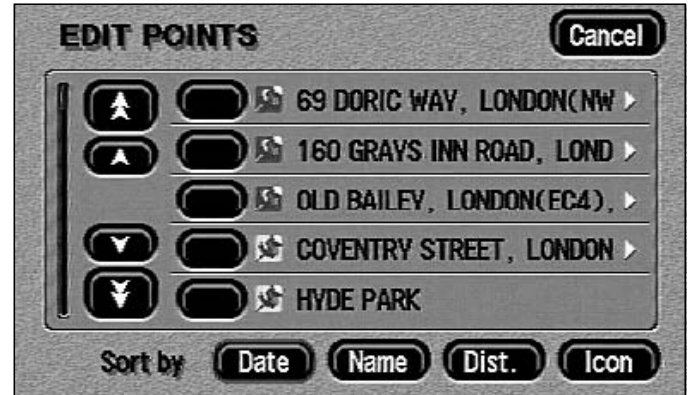 EDIT POINTS
Cancel
69 DORIC WAY, LONDON(NW
160 GRAYS INN ROAD, LOND
OLD BAILEY, LONDON(EC4),
COVENTRY STREET, LONDON
HYDE PARK
Sort by Date Name Dist. Icon